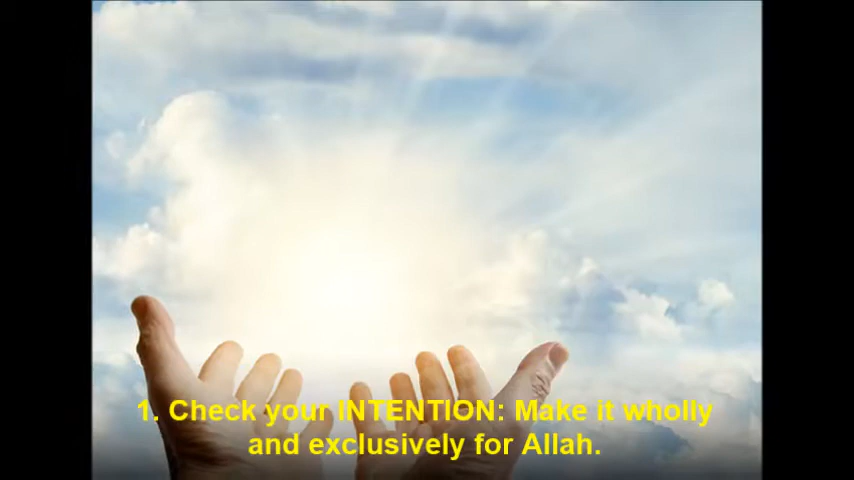 1. Check your INTENTION: Make it wholly
and exclusively for Allah.